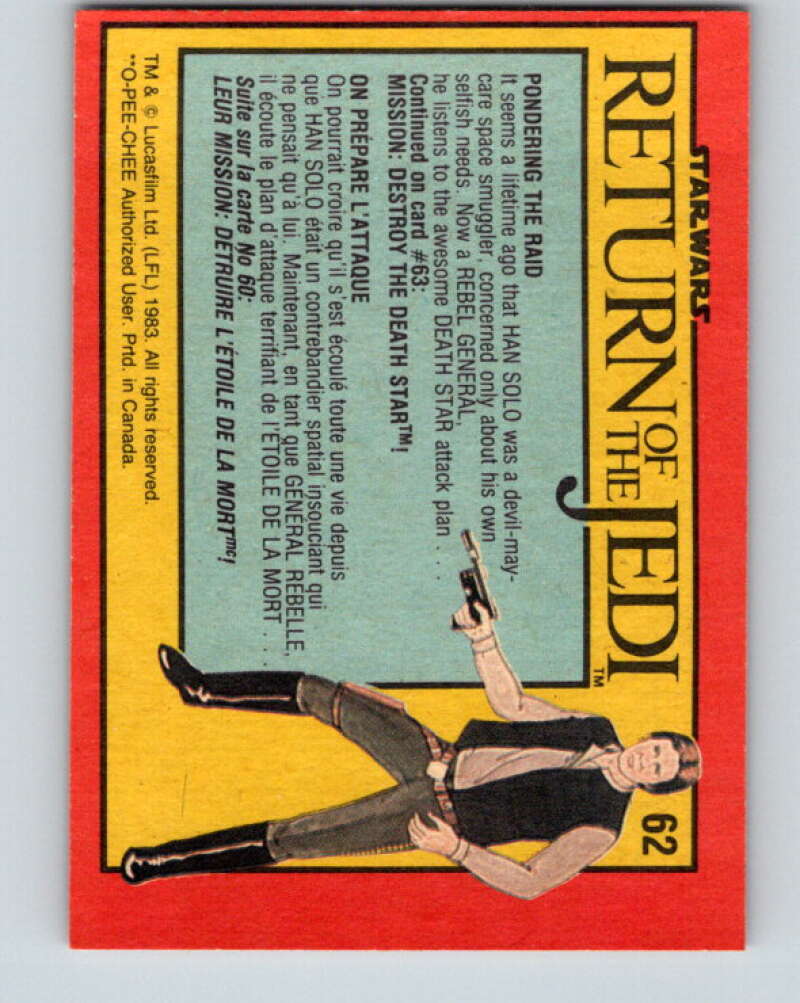 STAR WARS
RETURN OF THE JEDI™
62
PONDERING THE RAID
It seems a lifetime ago that HAN SOLO was a devil-may-
care space smuggler, concerned only about his own
selfish needs. Now a REBEL GENERAL,
he listens to the awesome DEATH STAR attack plan . . .
Continued on card #63:
MISSION: DESTROY THE DEATH STAR™!
ON PRÉPARE L'ATTAQUE
On pourrait croire qu'il s'est écoulé toute une vie depuis
que HAN SOLO était un contrebandier spatial insouciant qui
ne pensait qu'à lui. Maintenant, en tant que GÉNÉRAL REBELLE,
il écoute le plan d'attaque terrifiant de l'ÉTOILE DE LA MORT . . .
Suite sur la carte No 60:
LEUR MISSION: DÉTRUIRE L'ÉTOILE DE LA MORTmc!
TM & © Lucasfilm Ltd. (LFL) 1983. All rights reserved.
**O-PEE-CHEE Authorized User. Prtd. in Canada.